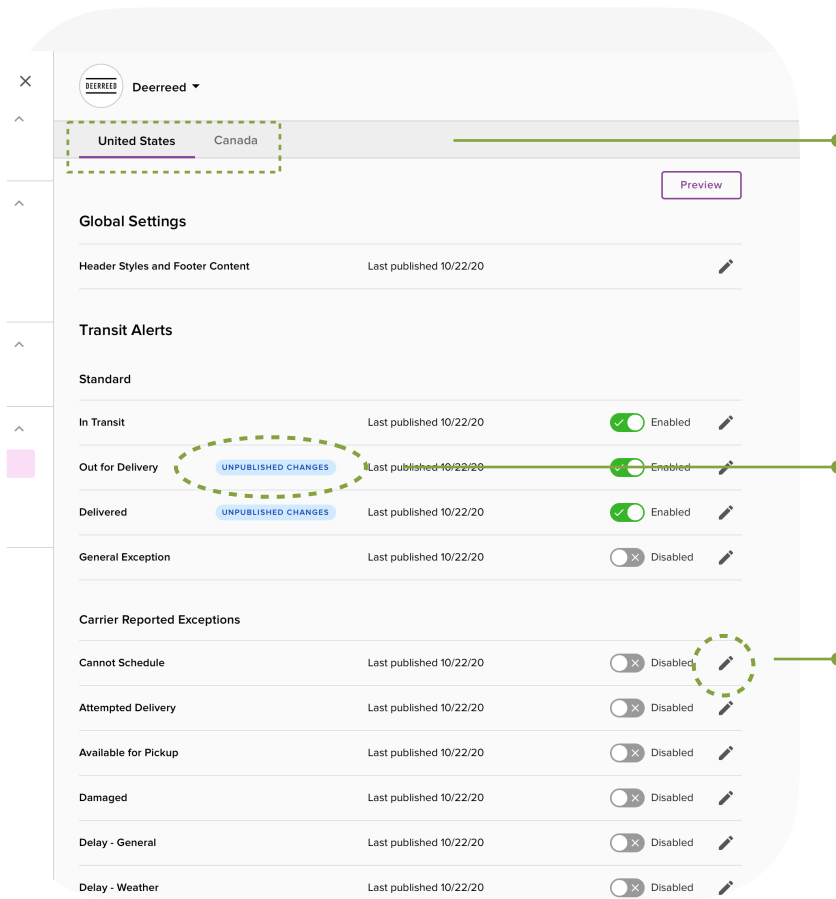 DEERREED
Deerreed
United States Canada
Preview
Global Settings
Header Styles and Footer Content Last published 10/22/20
Transit Alerts
Standard
In Transit Last published 10/22/20 Enabled
Out for Delivery UNPUBLISHED CHANGES Last published 10/22/20 Enabled
Delivered UNPUBLISHED CHANGES Last published 10/22/20 Enabled
General Exception Last published 10/22/20 Disabled
Carrier Reported Exceptions
Cannot Schedule Last published 10/22/20 Disabled
Attempted Delivery Last published 10/22/20 Disabled
Available for Pickup Last published 10/22/20 Disabled
Damaged Last published 10/22/20 Disabled
Delay - General Last published 10/22/20 Disabled
Delay - Weather Last published 10/22/20 Disabled